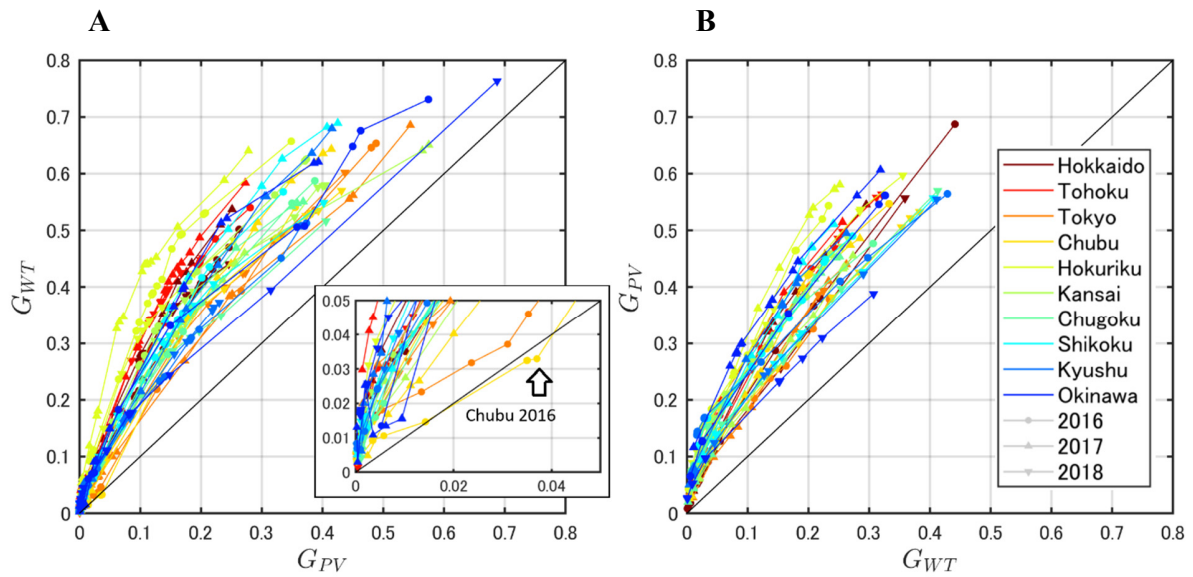 A
B
0.8
0.7
0.6
0.5
0.4
0.3
0.2
0.1
0
G_WT
0 0.1 0.2 0.3 0.4 0.5 0.6 0.7 0.8
G_PV
0.05
0.04
0.03
0.02
0.01
0
0 0.02 0.04
Chubu 2016
0.8
0.7
0.6
0.5
0.4
0.3
0.2
0.1
0
G_PV
0 0.1 0.2 0.3 0.4 0.5 0.6 0.7 0.8
G_WT
Hokkaido
Tohoku
Tokyo
Chubu
Hokuriku
Kansai
Chugoku
Shikoku
Kyushu
Okinawa
2016
2017
2018